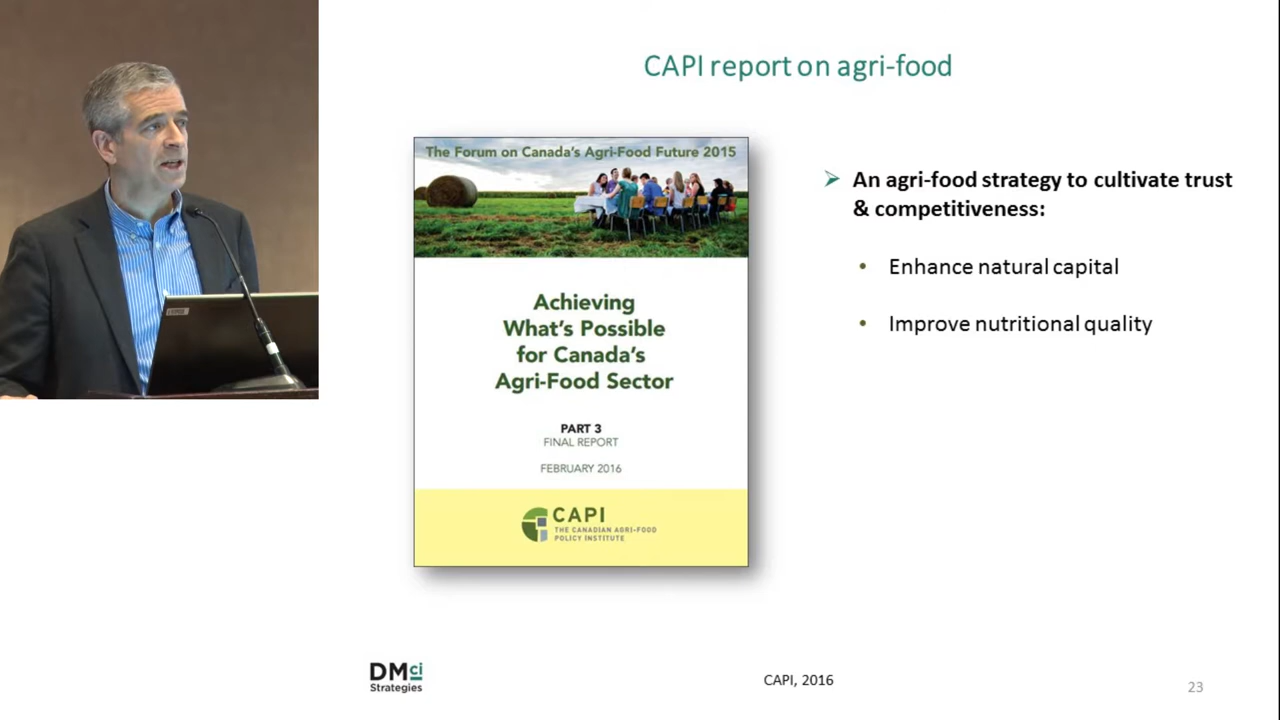 CAPI report on agri-food
The Forum on Canada's Agri-Food Future 2015
Achieving
What's Possible
for Canada's
Agri-Food Sector
PART 3
FINAL REPORT
FEBRUARY 2016
CAPI
THE CANADIAN AGRI-FOOD
POLICY INSTITUTE
➢ An agri-food strategy to cultivate trust
& competitiveness:
• Enhance natural capital
• Improve nutritional quality
DMci
Strategies
CAPI, 2016
23